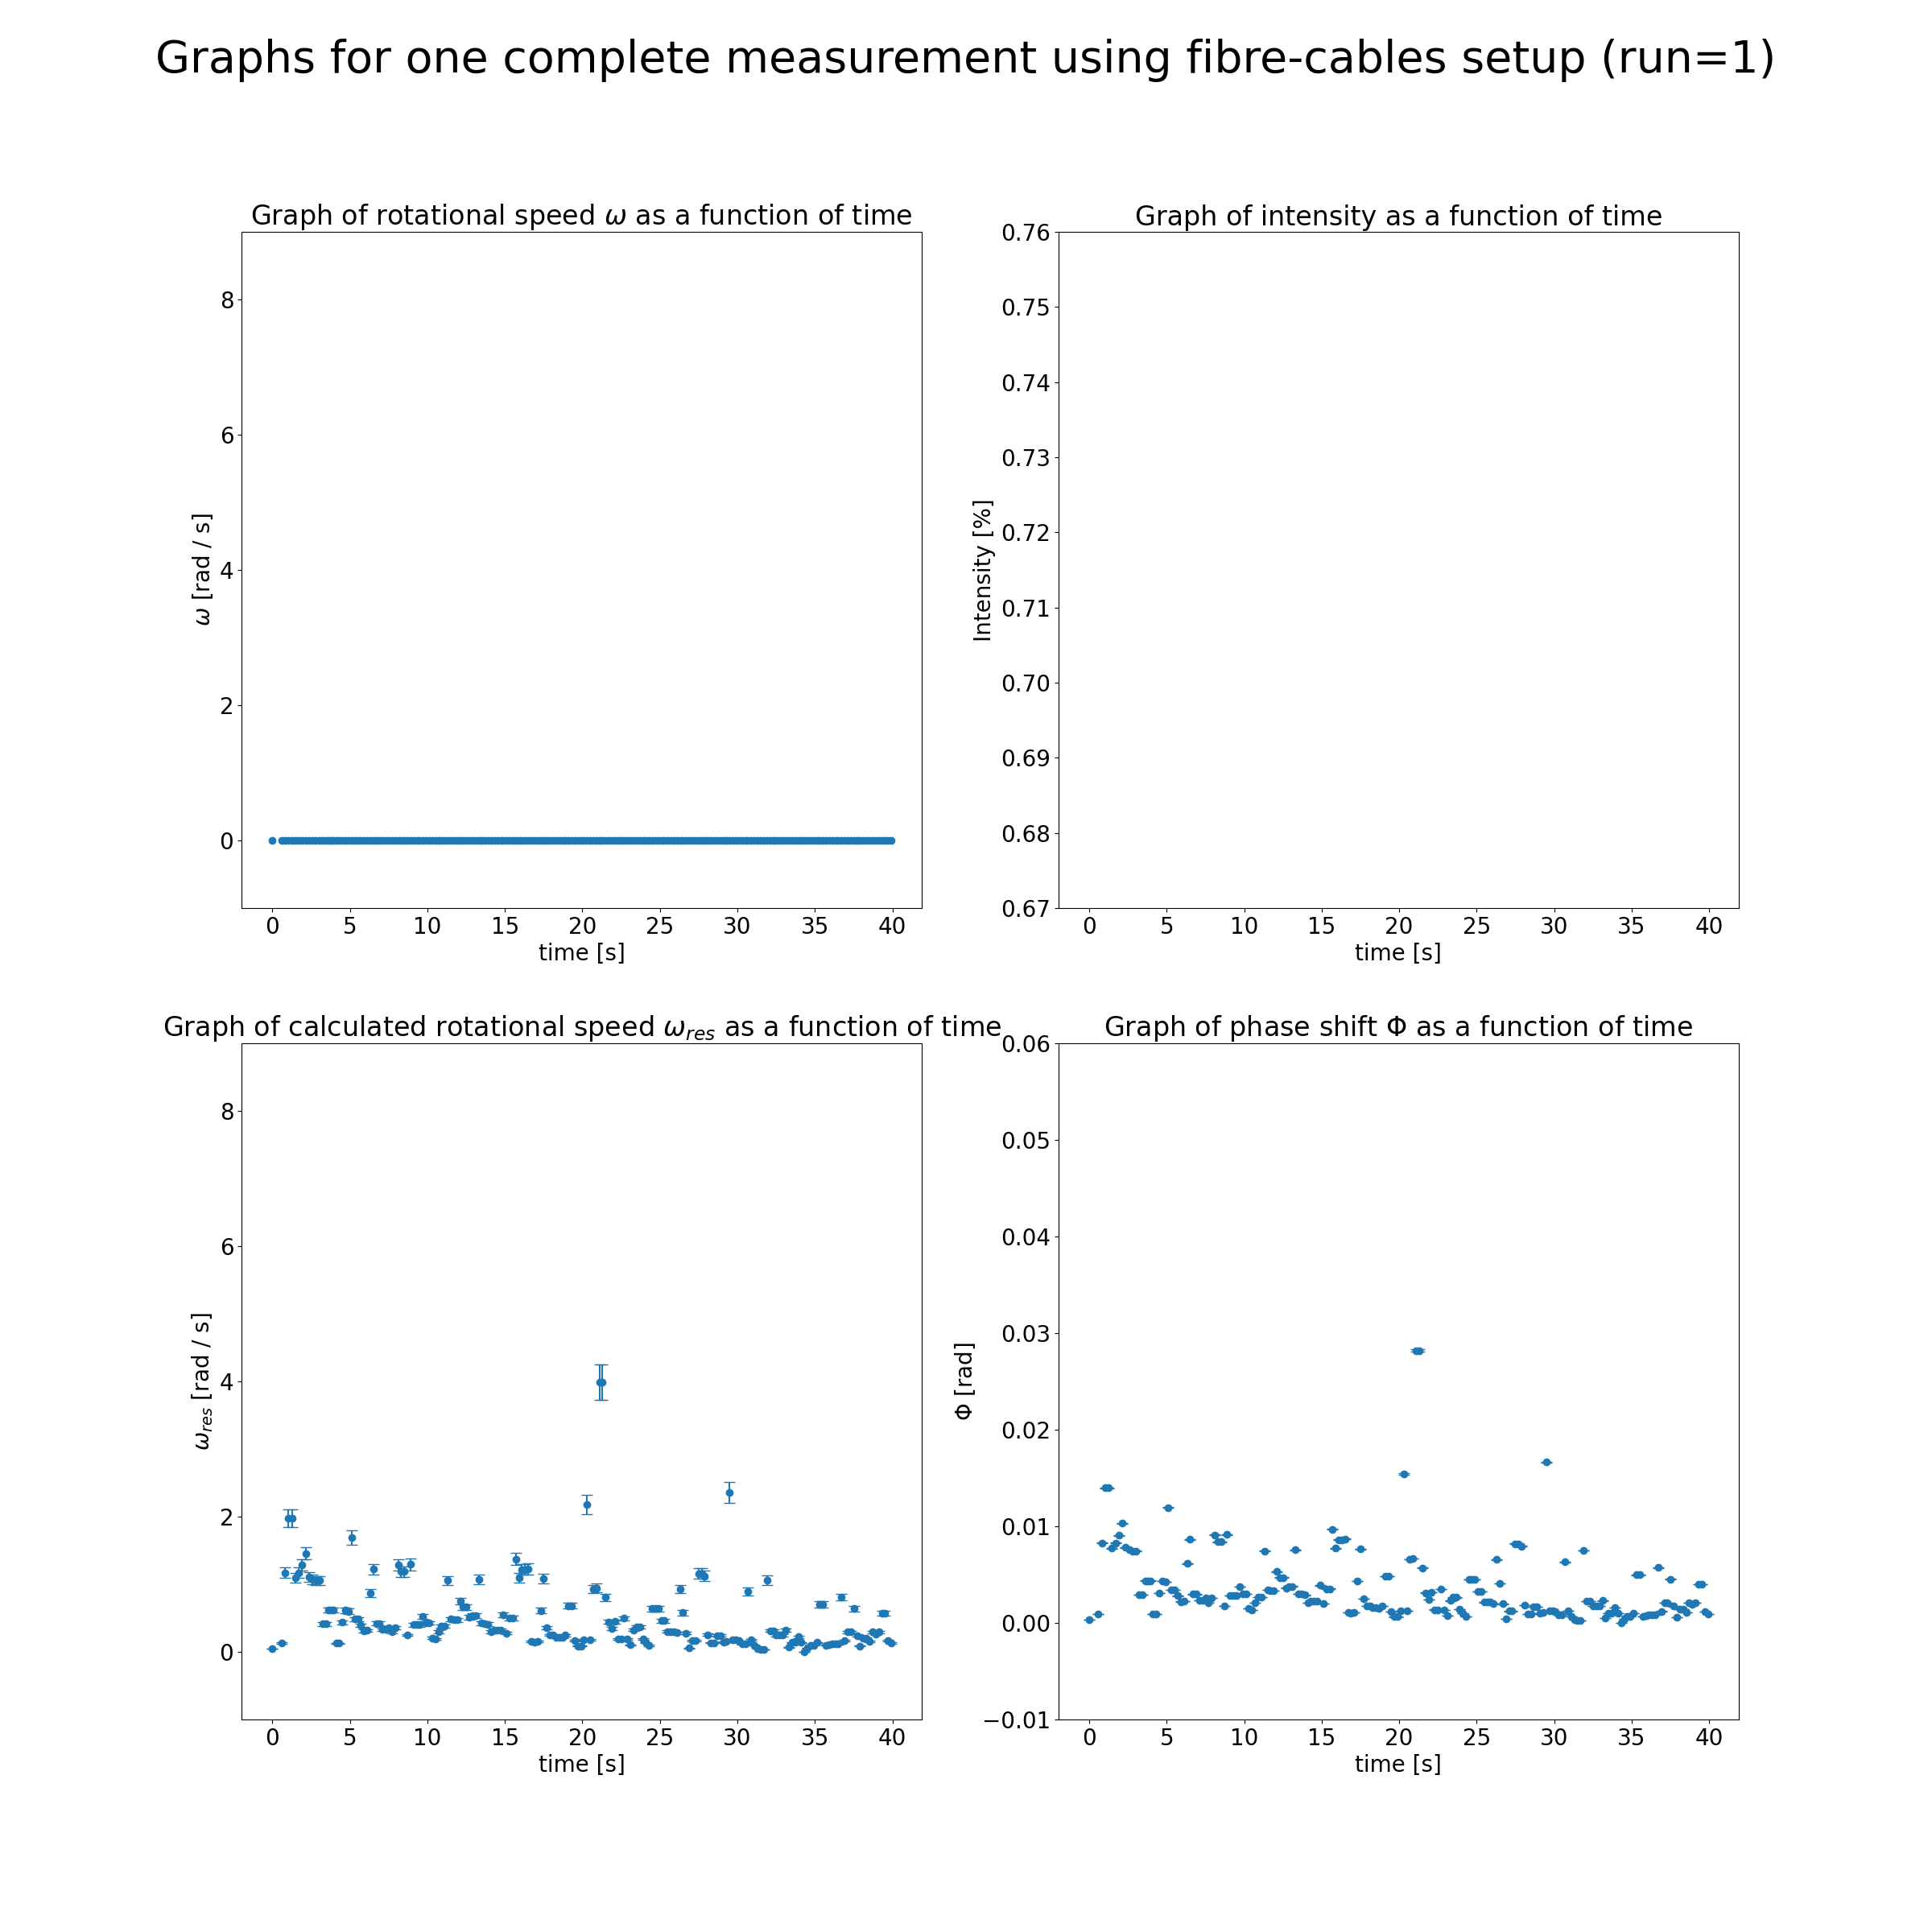 Graphs for one complete measurement using fibre-cables setup (run=1)
Graph of rotational speed ω as a function of time
8
6
4
2
0
ω [rad / s]
0 5 10 15 20 25 30 35 40
time [s]
Graph of intensity as a function of time
0.76
0.75
0.74
0.73
0.72
0.71
0.70
0.69
0.68
0.67
Intensity [%]
0 5 10 15 20 25 30 35 40
time [s]
Graph of calculated rotational speed ω_res as a function of time
8
6
4
2
0
ω_res [rad / s]
0 5 10 15 20 25 30 35 40
time [s]
Graph of phase shift Φ as a function of time
0.06
0.05
0.04
0.03
0.02
0.01
0.00
−0.01
Φ [rad]
0 5 10 15 20 25 30 35 40
time [s]